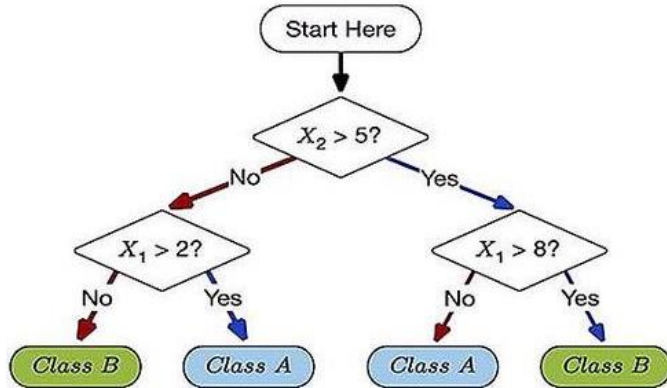 Start Here
X₂ > 5?
No
Yes
X₁ > 2?
X₁ > 8?
No
Yes
No
Yes
Class B
Class A
Class A
Class B